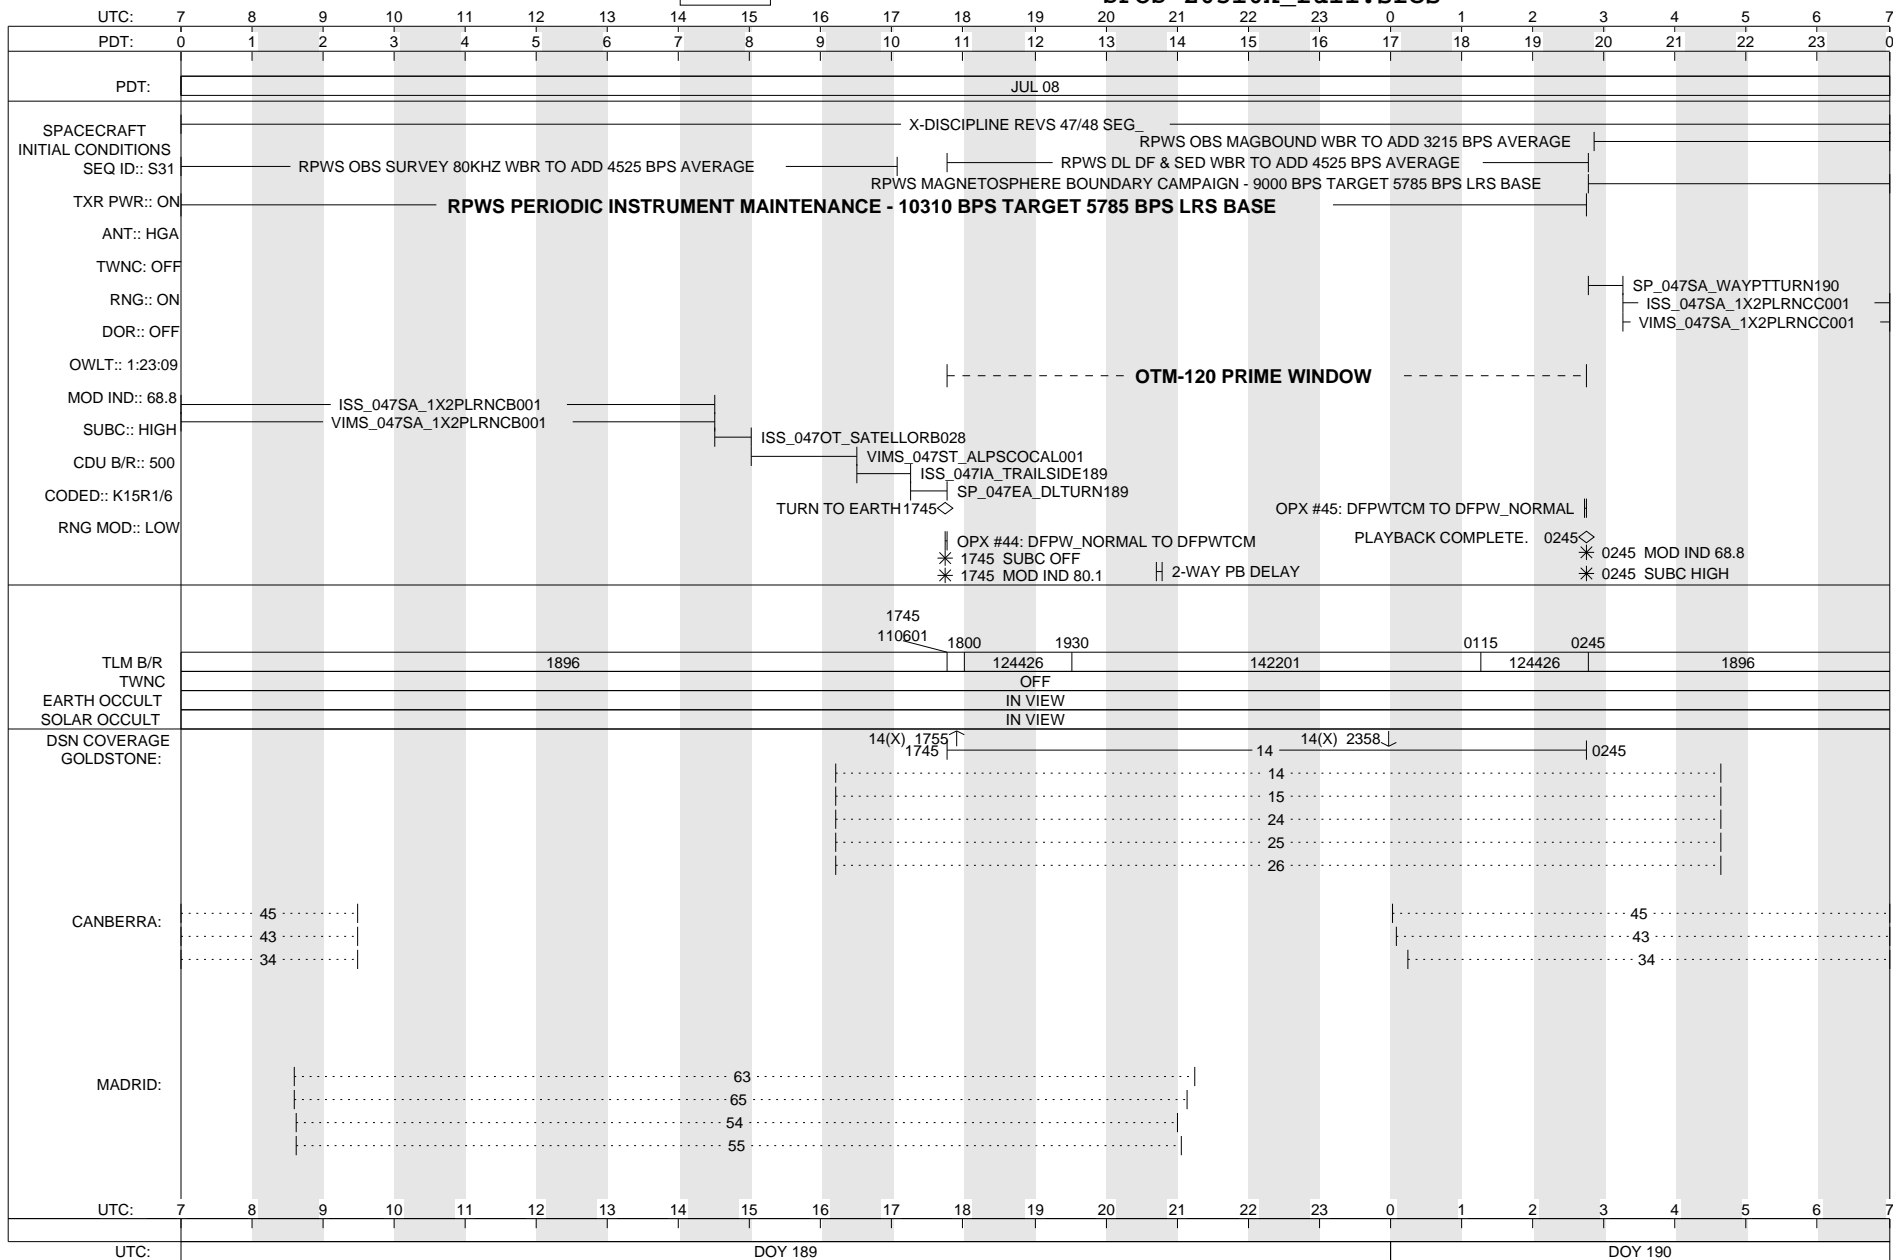 UTC: 7 8 9 10 11 12 13 14 15 16 17 18 19 20 21 22 23 0 1 2 3 4 5 6 7
PDT: 0 1 2 3 4 5 6 7 8 9 10 11 12 13 14 15 16 17 18 19 20 21 22 23 0
PDT: JUL 08
SPACECRAFT
INITIAL CONDITIONS
SEQ ID:: S31
TXR PWR:: ON
ANT:: HGA
TWNC: OFF
RNG:: ON
DOR:: OFF
OWLT:: 1:23:09
MOD IND:: 68.8
SUBC:: HIGH
CDU B/R:: 500
CODED:: K15R1/6
RNG MOD:: LOW
X-DISCIPLINE REVS 47/48 SEG_
RPWS OBS MAGBOUND WBR TO ADD 3215 BPS AVERAGE
RPWS OBS SURVEY 80KHZ WBR TO ADD 4525 BPS AVERAGE
RPWS DL DF & SED WBR TO ADD 4525 BPS AVERAGE
RPWS MAGNETOSPHERE BOUNDARY CAMPAIGN - 9000 BPS TARGET 5785 BPS LRS BASE
RPWS PERIODIC INSTRUMENT MAINTENANCE - 10310 BPS TARGET 5785 BPS LRS BASE
SP_047SA_WAYPTTURN190
ISS_047SA_1X2PLRNCC001
VIMS_047SA_1X2PLRNCC001
OTM-120 PRIME WINDOW
ISS_047SA_1X2PLRNCB001
VIMS_047SA_1X2PLRNCB001
ISS_047OT_SATELLORB028
VIMS_047ST_ALPSCOCAL001
ISS_047IA_TRAILSIDE189
SP_047EA_DLTURN189
TURN TO EARTH 1745
OPX #45: DFPWTCM TO DFPW_NORMAL
OPX #44: DFPW_NORMAL TO DFPWTCM
PLAYBACK COMPLETE. 0245
1745 SUBC OFF
0245 MOD IND 68.8
1745 MOD IND 80.1
2-WAY PB DELAY
0245 SUBC HIGH
1745
110601 1800 1930 0115 0245
TLM B/R 1896 124426 142201 124426 1896
TWNC OFF
EARTH OCCULT IN VIEW
SOLAR OCCULT IN VIEW
DSN COVERAGE 14(X) 1755 14(X) 2358
GOLDSTONE: 1745 14 0245
14
15
24
25
26
CANBERRA: 45 45
43 43
34 34
MADRID: 63
65
54
55
UTC: 7 8 9 10 11 12 13 14 15 16 17 18 19 20 21 22 23 0 1 2 3 4 5 6 7
UTC: DOY 189 DOY 190